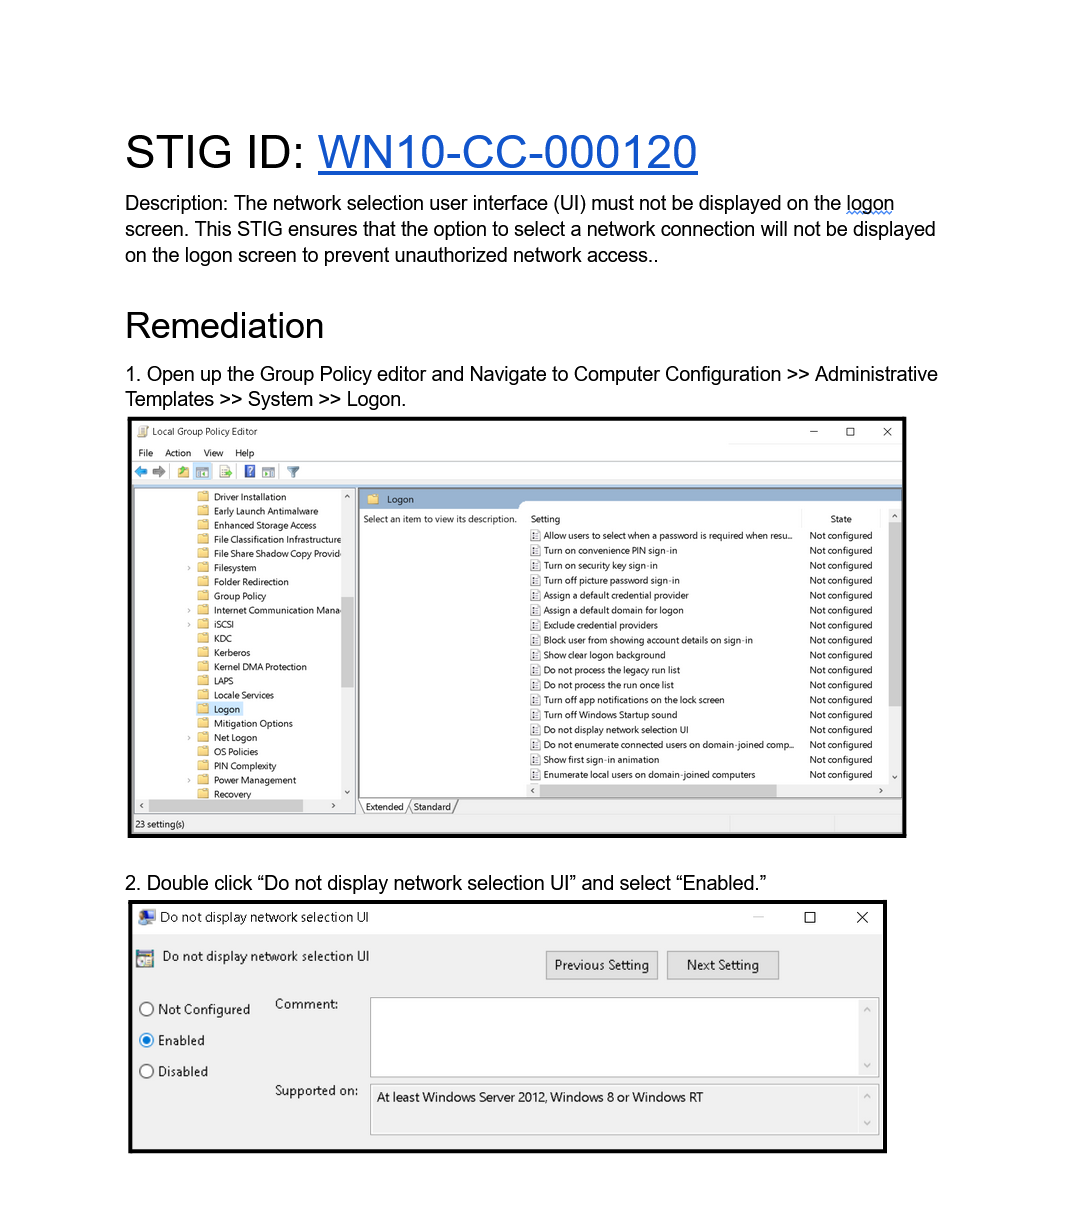 STIG ID: WN10-CC-000120
Description: The network selection user interface (UI) must not be displayed on the logon
screen. This STIG ensures that the option to select a network connection will not be displayed
on the logon screen to prevent unauthorized network access..
Remediation
1. Open up the Group Policy editor and Navigate to Computer Configuration >> Administrative
Templates >> System >> Logon.
Local Group Policy Editor
File Action View Help
Driver Installation
Early Launch Antimalware
Enhanced Storage Access
File Classification Infrastructure
File Share Shadow Copy Provid
Filesystem
Folder Redirection
Group Policy
Internet Communication Mana
iSCSI
KDC
Kerberos
Kernel DMA Protection
LAPS
Locale Services
Logon
Mitigation Options
Net Logon
OS Policies
PIN Complexity
Power Management
Recovery
Logon
Select an item to view its description.
Setting State
Allow users to select when a password is required when resu... Not configured
Turn on convenience PIN sign-in Not configured
Turn on security key sign-in Not configured
Turn off picture password sign-in Not configured
Assign a default credential provider Not configured
Assign a default domain for logon Not configured
Exclude credential providers Not configured
Block user from showing account details on sign-in Not configured
Show clear logon background Not configured
Do not process the legacy run list Not configured
Do not process the run once list Not configured
Turn off app notifications on the lock screen Not configured
Turn off Windows Startup sound Not configured
Do not display network selection UI Not configured
Do not enumerate connected users on domain-joined comp... Not configured
Show first sign-in animation Not configured
Enumerate local users on domain-joined computers Not configured
Extended Standard
23 setting(s)
2. Double click “Do not display network selection UI” and select “Enabled.”
Do not display network selection UI
Do not display network selection UI
Previous Setting Next Setting
Not Configured Comment:
Enabled
Disabled
Supported on: At least Windows Server 2012, Windows 8 or Windows RT